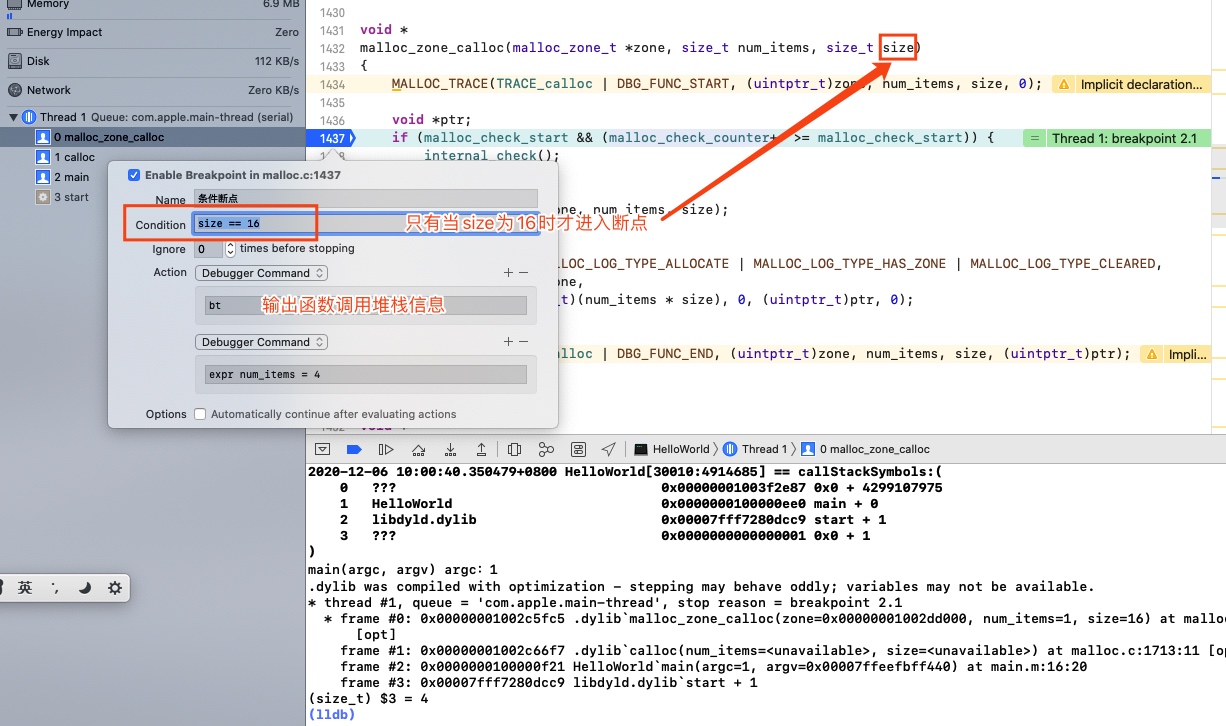 Memory
6.9 MB
Energy Impact
Zero
Disk
112 KB/s
Network
Zero KB/s
Thread 1 Queue: com.apple.main-thread (serial)
0 malloc_zone_calloc
1 calloc
2 main
3 start
1430
1431 void *
1432 malloc_zone_calloc(malloc_zone_t *zone, size_t num_items, size_t size)
1433 {
1434 MALLOC_TRACE(TRACE_calloc | DBG_FUNC_START, (uintptr_t)zone, num_items, size, 0);
Implicit declaration...
1435
1436 void *ptr;
1437 if (malloc_check_start && (malloc_check_counter++ >= malloc_check_start)) {
= Thread 1: breakpoint 2.1
internal_check();
Enable Breakpoint in malloc.c:1437
Name 条件断点
Condition size == 16
只有当size为16时才进入断点
Ignore 0 times before stopping
Action Debugger Command
+ −
bt
输出函数调用堆栈信息
Debugger Command
+ −
expr num_items = 4
Options Automatically continue after evaluating actions
one, num_items, size);
LOC_LOG_TYPE_ALLOCATE | MALLOC_LOG_TYPE_HAS_ZONE | MALLOC_LOG_TYPE_CLEARED,
one,
_t)(num_items * size), 0, (uintptr_t)ptr, 0);
lloc | DBG_FUNC_END, (uintptr_t)zone, num_items, size, (uintptr_t)ptr);
Impli...
HelloWorld 〉 Thread 1 〉 0 malloc_zone_calloc
2020-12-06 10:00:40.350479+0800 HelloWorld[30010:4914685] == callStackSymbols:(
0 ??? 0x00000001003f2e87 0x0 + 4299107975
1 HelloWorld 0x0000000100000ee0 main + 0
2 libdyld.dylib 0x00007fff7280dcc9 start + 1
3 ??? 0x0000000000000001 0x0 + 1
)
main(argc, argv) argc: 1
.dylib was compiled with optimization - stepping may behave oddly; variables may not be available.
* thread #1, queue = 'com.apple.main-thread', stop reason = breakpoint 2.1
* frame #0: 0x00000001002c5fc5 .dylib`malloc_zone_calloc(zone=0x00000001002dd000, num_items=1, size=16) at malloc
[opt]
frame #1: 0x00000001002c66f7 .dylib`calloc(num_items=<unavailable>, size=<unavailable>) at malloc.c:1713:11 [op
frame #2: 0x0000000100000f21 HelloWorld`main(argc=1, argv=0x00007ffeefbff440) at main.m:16:20
frame #3: 0x00007fff7280dcc9 libdyld.dylib`start + 1
(size_t) $3 = 4
(lldb)
英